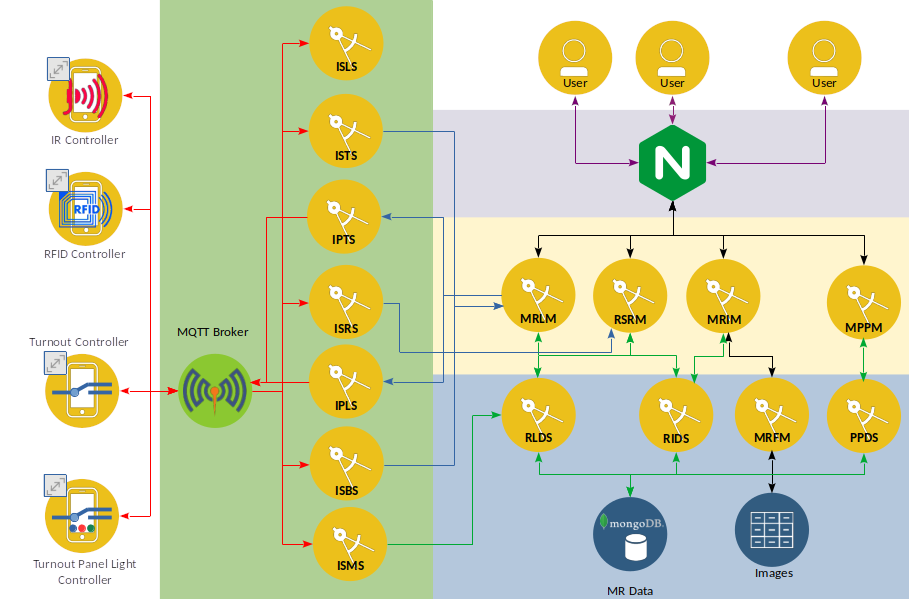 ISLS
User
User
User
IR Controller
ISTS
N
RFID
RFID Controller
IPTS
MRLM
RSRM
MRIM
MPPM
ISRS
MQTT Broker
Turnout Controller
IPLS
RLDS
RIDS
MRFM
PPDS
ISBS
mongoDB.
Turnout Panel Light
Controller
ISMS
Images
MR Data